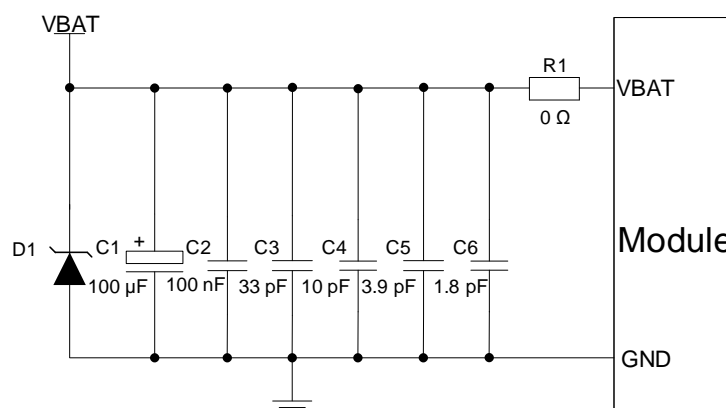 VBAT
R1
VBAT
0 Ω
D1
C1
+
C2
C3
C4
C5
C6
Module
100 µF
100 nF
33 pF
10 pF
3.9 pF
1.8 pF
GND